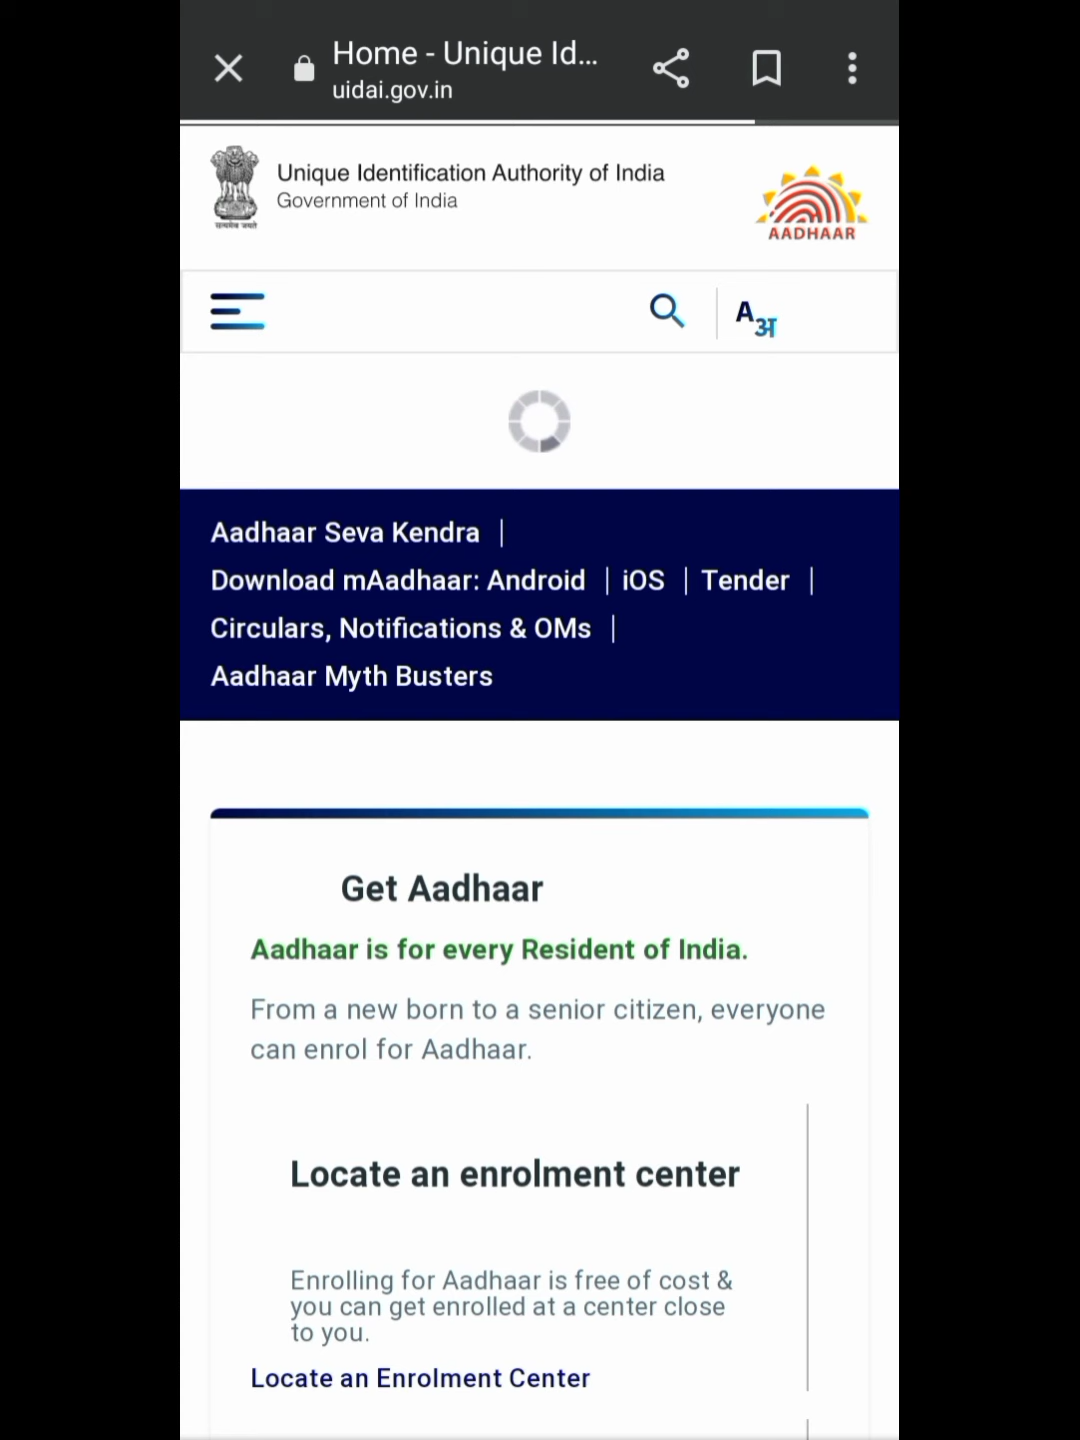 Home - Unique Id...
uidai.gov.in
Unique Identification Authority of India
Government of India
सत्यमेव जयते
AADHAAR
A अ
Aadhaar Seva Kendra |
Download mAadhaar: Android | iOS | Tender |
Circulars, Notifications & OMs |
Aadhaar Myth Busters
Get Aadhaar
Aadhaar is for every Resident of India.
From a new born to a senior citizen, everyone
can enrol for Aadhaar.
Locate an enrolment center
Enrolling for Aadhaar is free of cost &
you can get enrolled at a center close
to you.
Locate an Enrolment Center